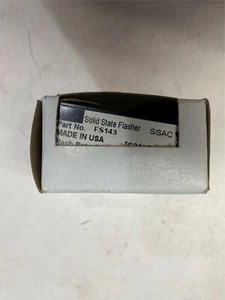 Solid State Flasher SSAC
Part No. FS143
MADE IN USA